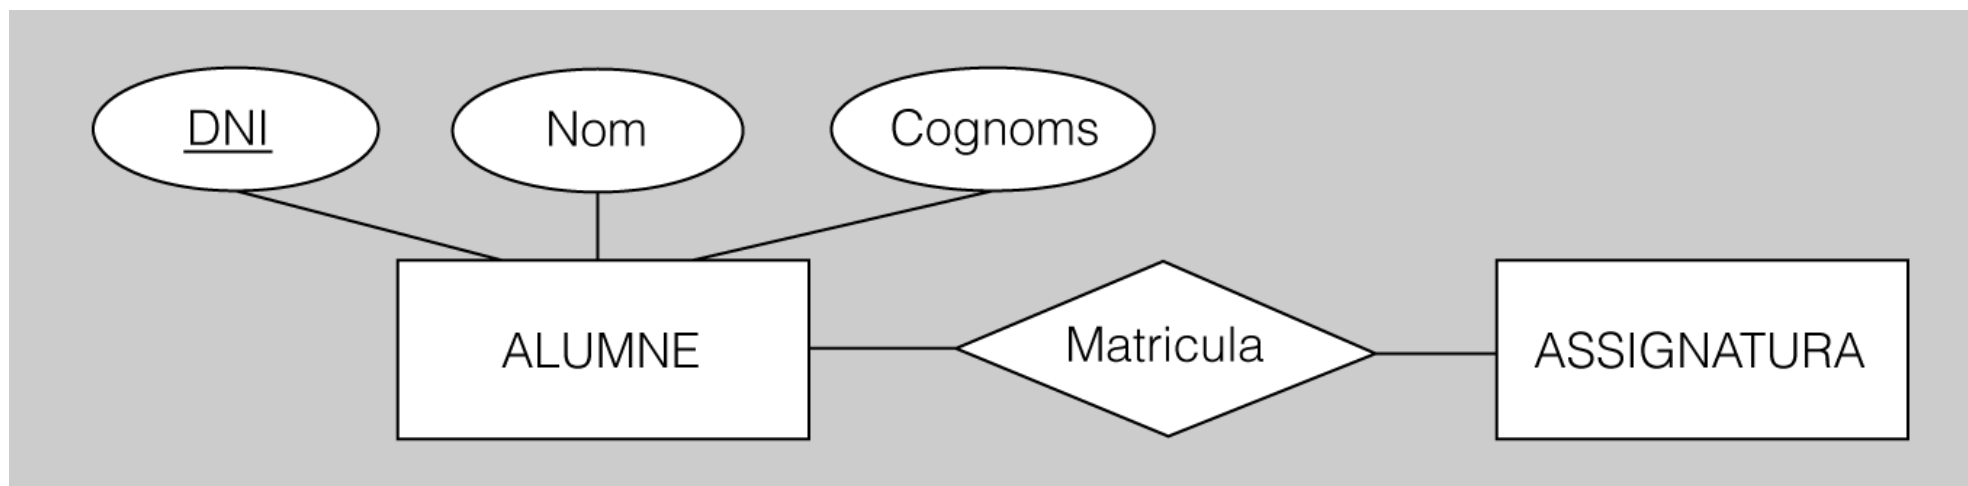 DNI
Nom
Cognoms
ALUMNE
Matricula
ASSIGNATURA